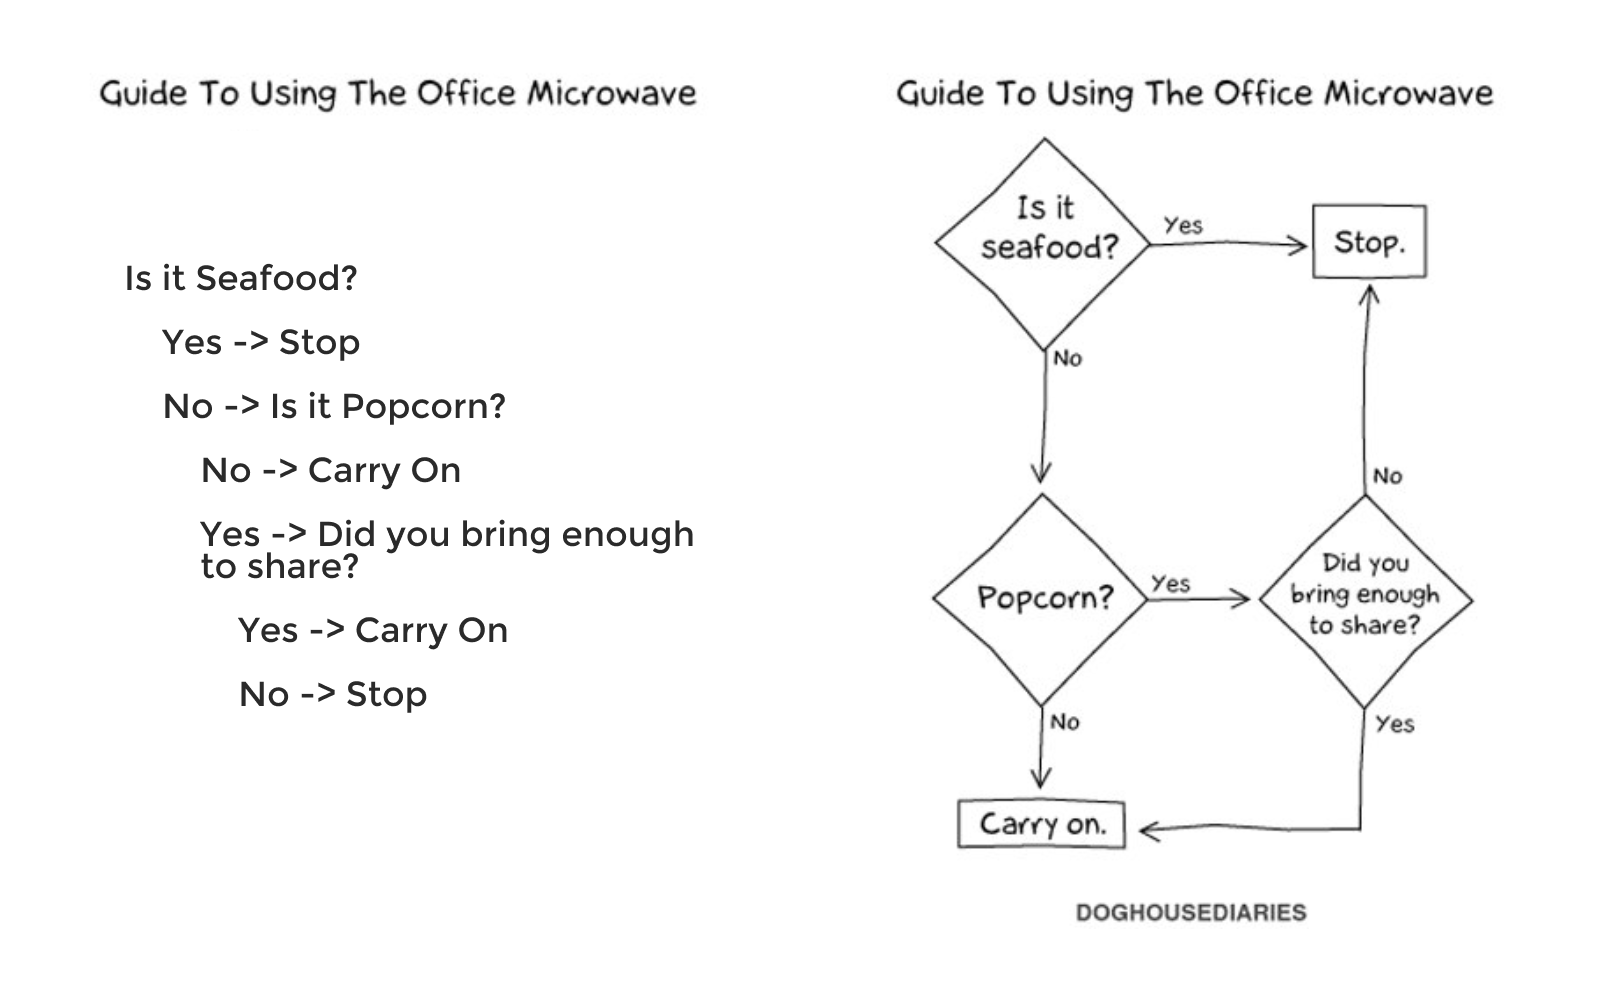 Guide To Using The Office Microwave
Is it Seafood?
Yes -> Stop
No -> Is it Popcorn?
No -> Carry On
Yes -> Did you bring enough
to share?
Yes -> Carry On
No -> Stop
Guide To Using The Office Microwave
Is it
seafood?
Yes
Stop.
No
Popcorn?
Yes
Did you
bring enough
to share?
No
No
Yes
Carry on.
DOGHOUSEDIARIES